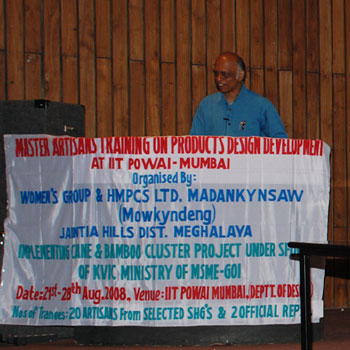 MASTER ARTISANS TRAINING ON PRODUCTS DESIGN DEVELOPMENT
AT IIT POWAI-MUMBAI
Organised By:
WOMEN'S GROUP & HMPCS LTD. MADANKYNSAW
(Mowkyndeng)
JAINTIA HILLS DIST. MEGHALAYA
IMPLEMENTING CANE & BAMBOO CLUSTER PROJECT UNDER
OF KVIC MINISTRY OF MSME-GOI
Date:-21st-28th Aug. 2008., Venue: IIT POWAI MUMBAI., DEPTT. OF
Nos of Trainees: 20 ARTISANS From SELECTED SHG'S & 2 OFFICIAL